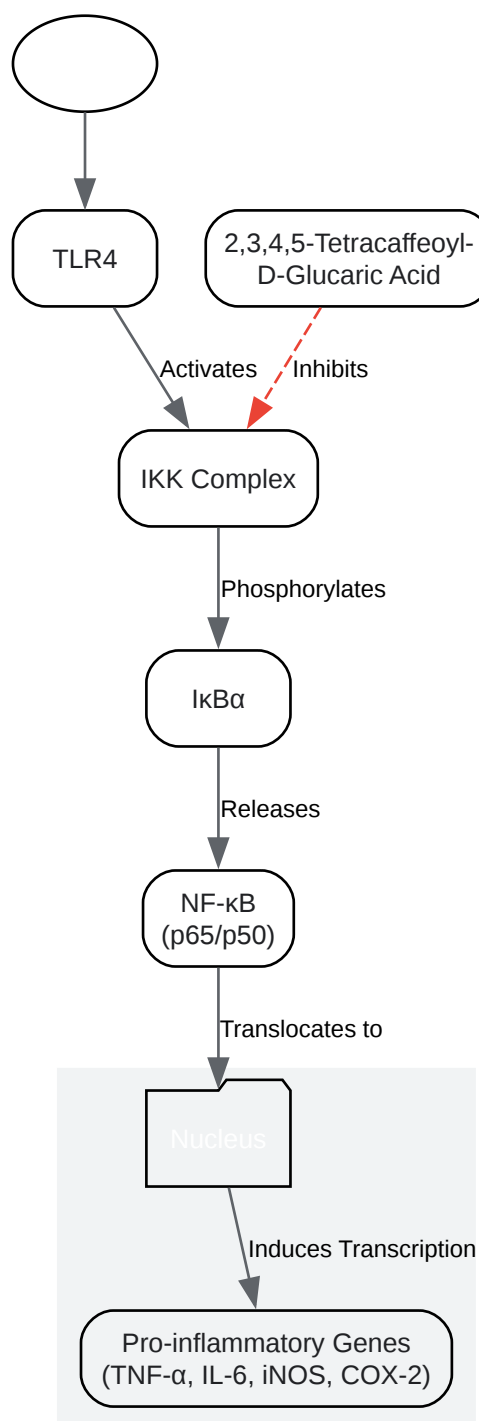 TLR4
2,3,4,5-Tetracaffeoyl-
D-Glucaric Acid
Activates
Inhibits
IKK Complex
Phosphorylates
IκBα
Releases
NF-κB
(p65/p50)
Translocates to
Nucleus
Induces Transcription
Pro-inflammatory Genes
(TNF-α, IL-6, iNOS, COX-2)